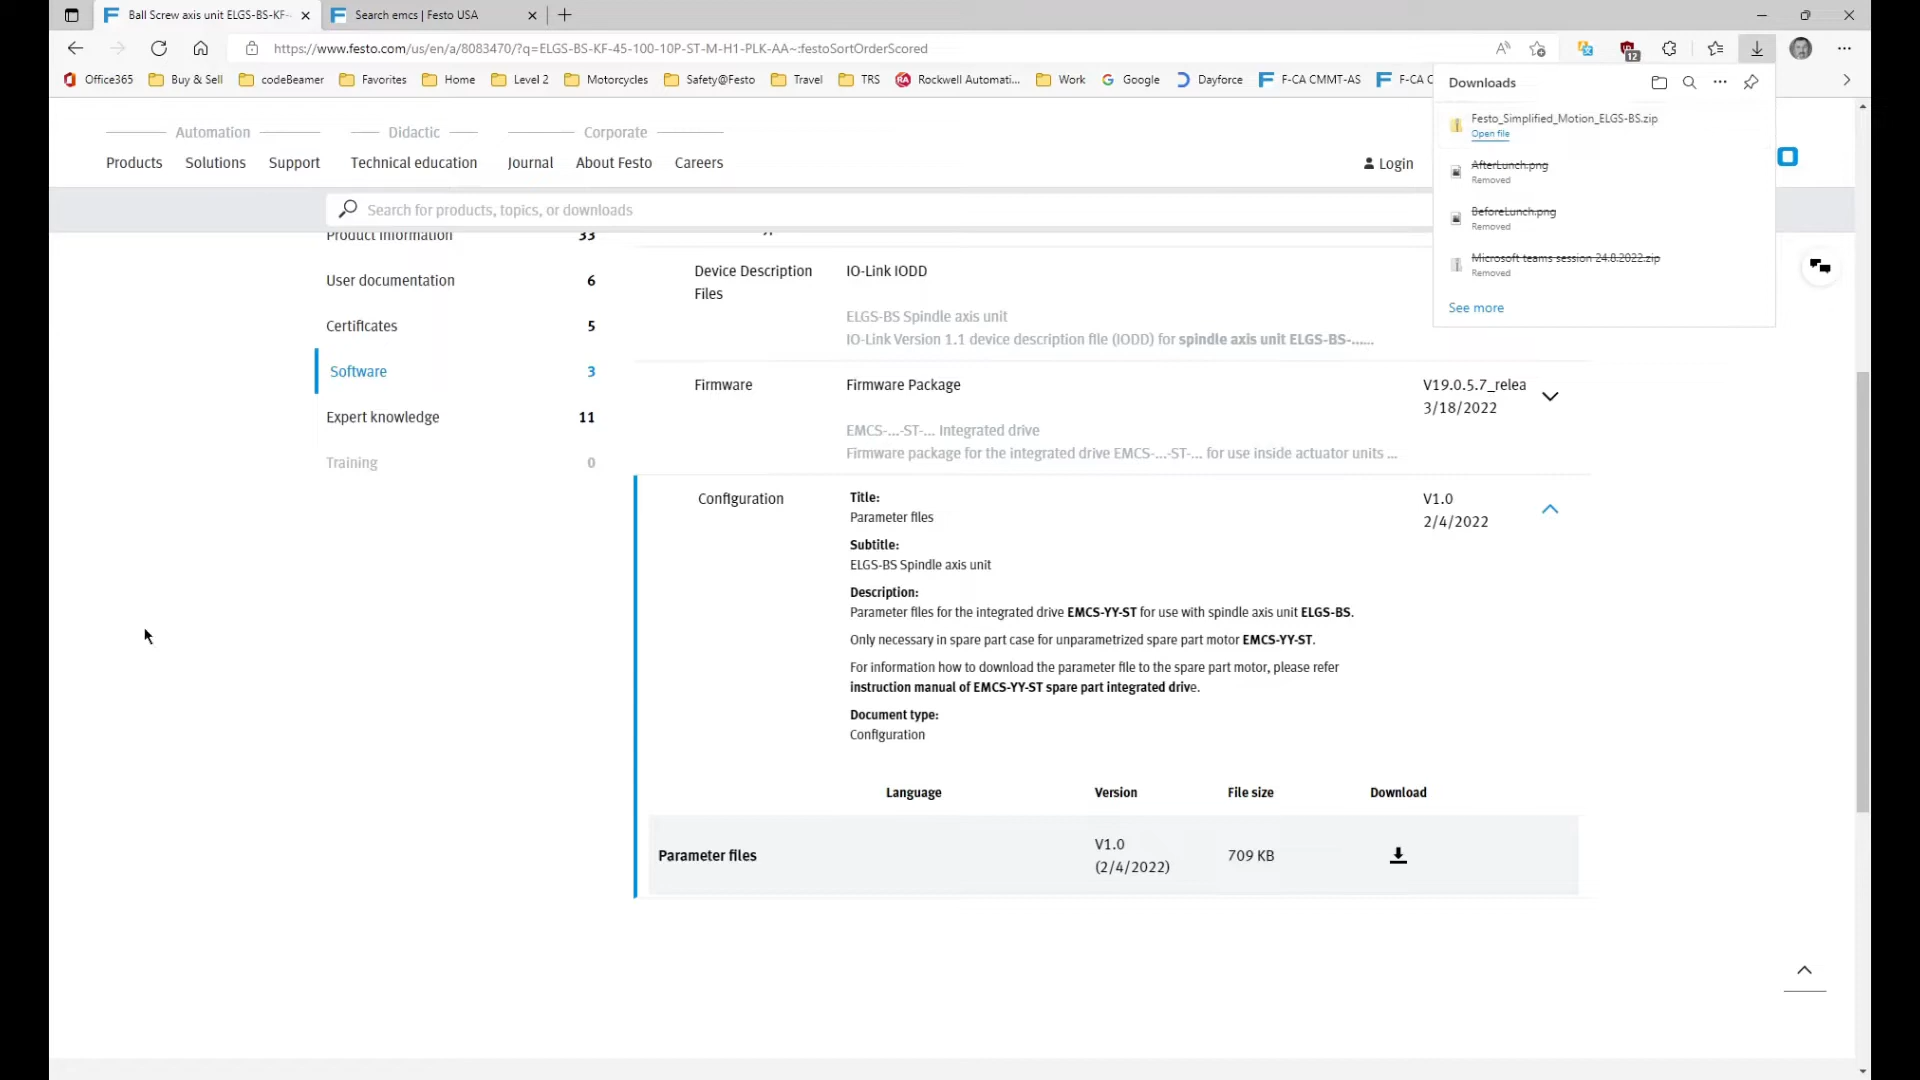 Ball Screw axis unit ELGS-BS-KF-
Search emcs | Festo USA
https://www.festo.com/us/en/a/8083470/?q=ELGS-BS-KF-45-100-10P-ST-M-H1-PLK-AA~:festoSortOrderScored
12
Office365
Buy & Sell
codeBeamer
Favorites
Home
Level 2
Motorcycles
Safety@Festo
Travel
TRS
Rockwell Automati...
Work
Google
Dayforce
F-CA CMMT-AS
F-CA C
Downloads
Festo_Simplified_Motion_ELGS-BS.zip
Open file
AfterLunch.png
Removed
BeforeLunch.png
Removed
Microsoft teams session 24.8.2022.zip
Removed
See more
Automation
Didactic
Corporate
Products
Solutions
Support
Technical education
Journal
About Festo
Careers
Login
Search for products, topics, or downloads
Product Information 33
User documentation 6
Certificates 5
Software 3
Expert knowledge 11
Training 0
Device Description Files
IO-Link IODD
ELGS-BS Spindle axis unit
IO-Link Version 1.1 device description file (IODD) for spindle axis unit ELGS-BS-......
Firmware
Firmware Package
V19.0.5.7_relea
3/18/2022
EMCS-...-ST-... Integrated drive
Firmware package for the integrated drive EMCS-...-ST-... for use inside actuator units ...
Configuration
Title:
Parameter files
V1.0
2/4/2022
Subtitle:
ELGS-BS Spindle axis unit
Description:
Parameter files for the integrated drive EMCS-YY-ST for use with spindle axis unit ELGS-BS.
Only necessary in spare part case for unparametrized spare part motor EMCS-YY-ST.
For information how to download the parameter file to the spare part motor, please refer
instruction manual of EMCS-YY-ST spare part integrated drive.
Document type:
Configuration
Language Version File size Download
Parameter files
V1.0
(2/4/2022)
709 KB